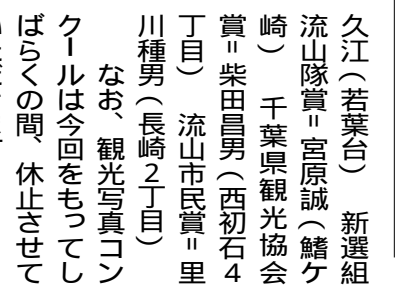 久江（若葉台）　新選組
流山隊賞＝宮原誠（鰭ケ
崎）　千葉県観光協会
賞＝柴田昌男（西初石４
丁目）　流山市民賞＝里
川種男（長崎２丁目）
　なお、観光写真コン
クールは今回をもってし
ばらくの間、休止させて